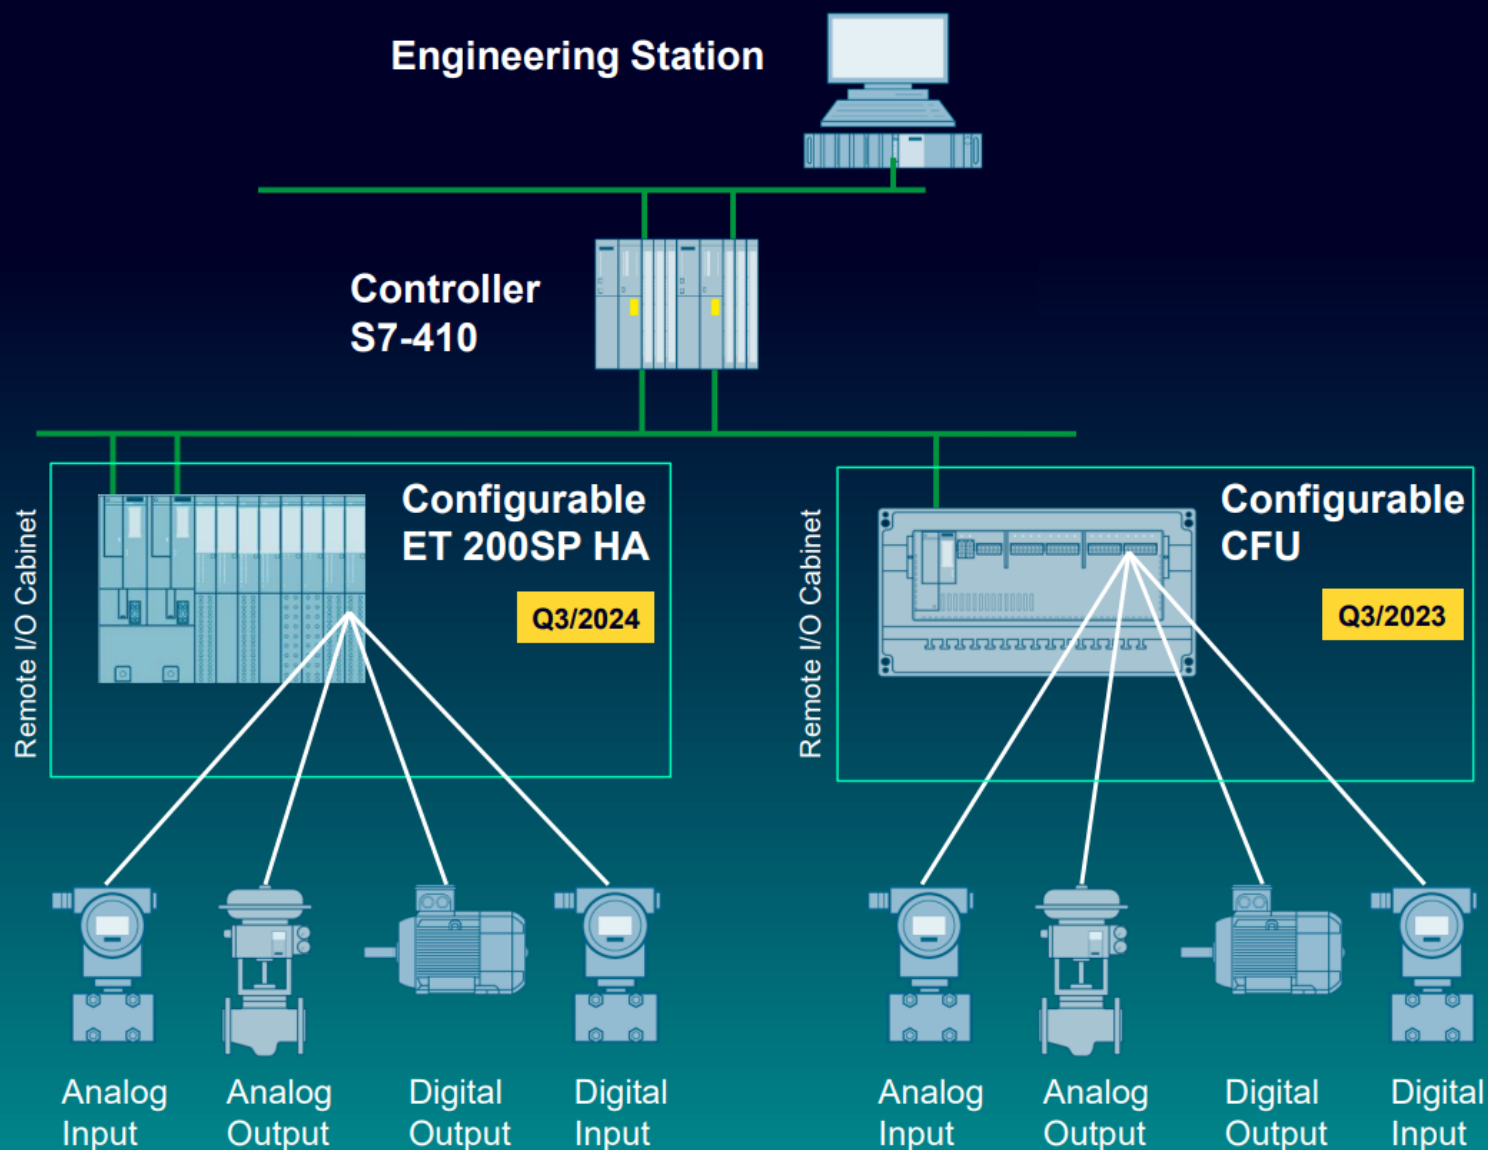 Engineering Station
Controller
S7-410
Remote I/O Cabinet
Configurable
ET 200SP HA
Q3/2024
Remote I/O Cabinet
Configurable
CFU
Q3/2023
Analog
Input
Analog
Output
Digital
Output
Digital
Input
Analog
Input
Analog
Output
Digital
Output
Digital
Input